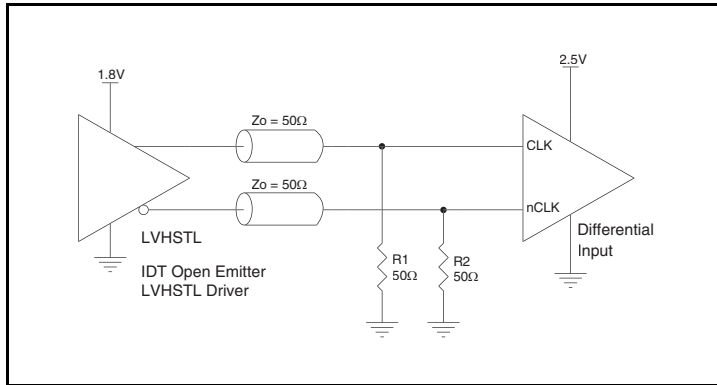 1.8V
2.5V
Zo = 50Ω
CLK
Zo = 50Ω
nCLK
LVHSTL
IDT Open Emitter
LVHSTL Driver
R1
50Ω
R2
50Ω
Differential
Input